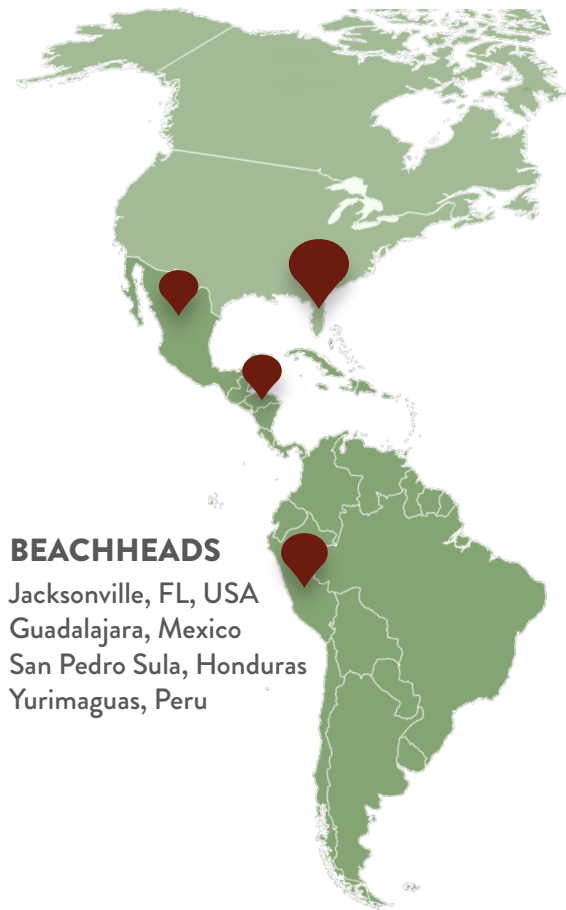 BEACHHEADS
Jacksonville, FL, USA
Guadalajara, Mexico
San Pedro Sula, Honduras
Yurimaguas, Peru